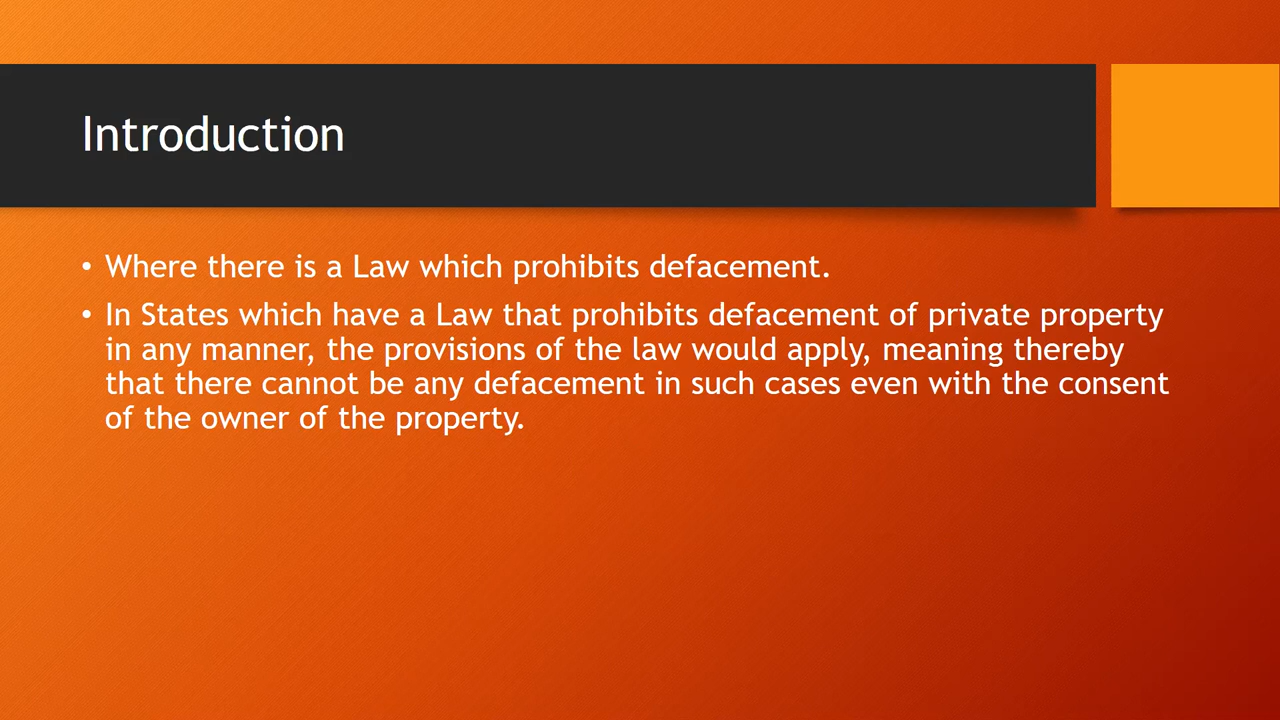 Introduction
• Where there is a Law which prohibits defacement.
• In States which have a Law that prohibits defacement of private property
in any manner, the provisions of the law would apply, meaning thereby
that there cannot be any defacement in such cases even with the consent
of the owner of the property.